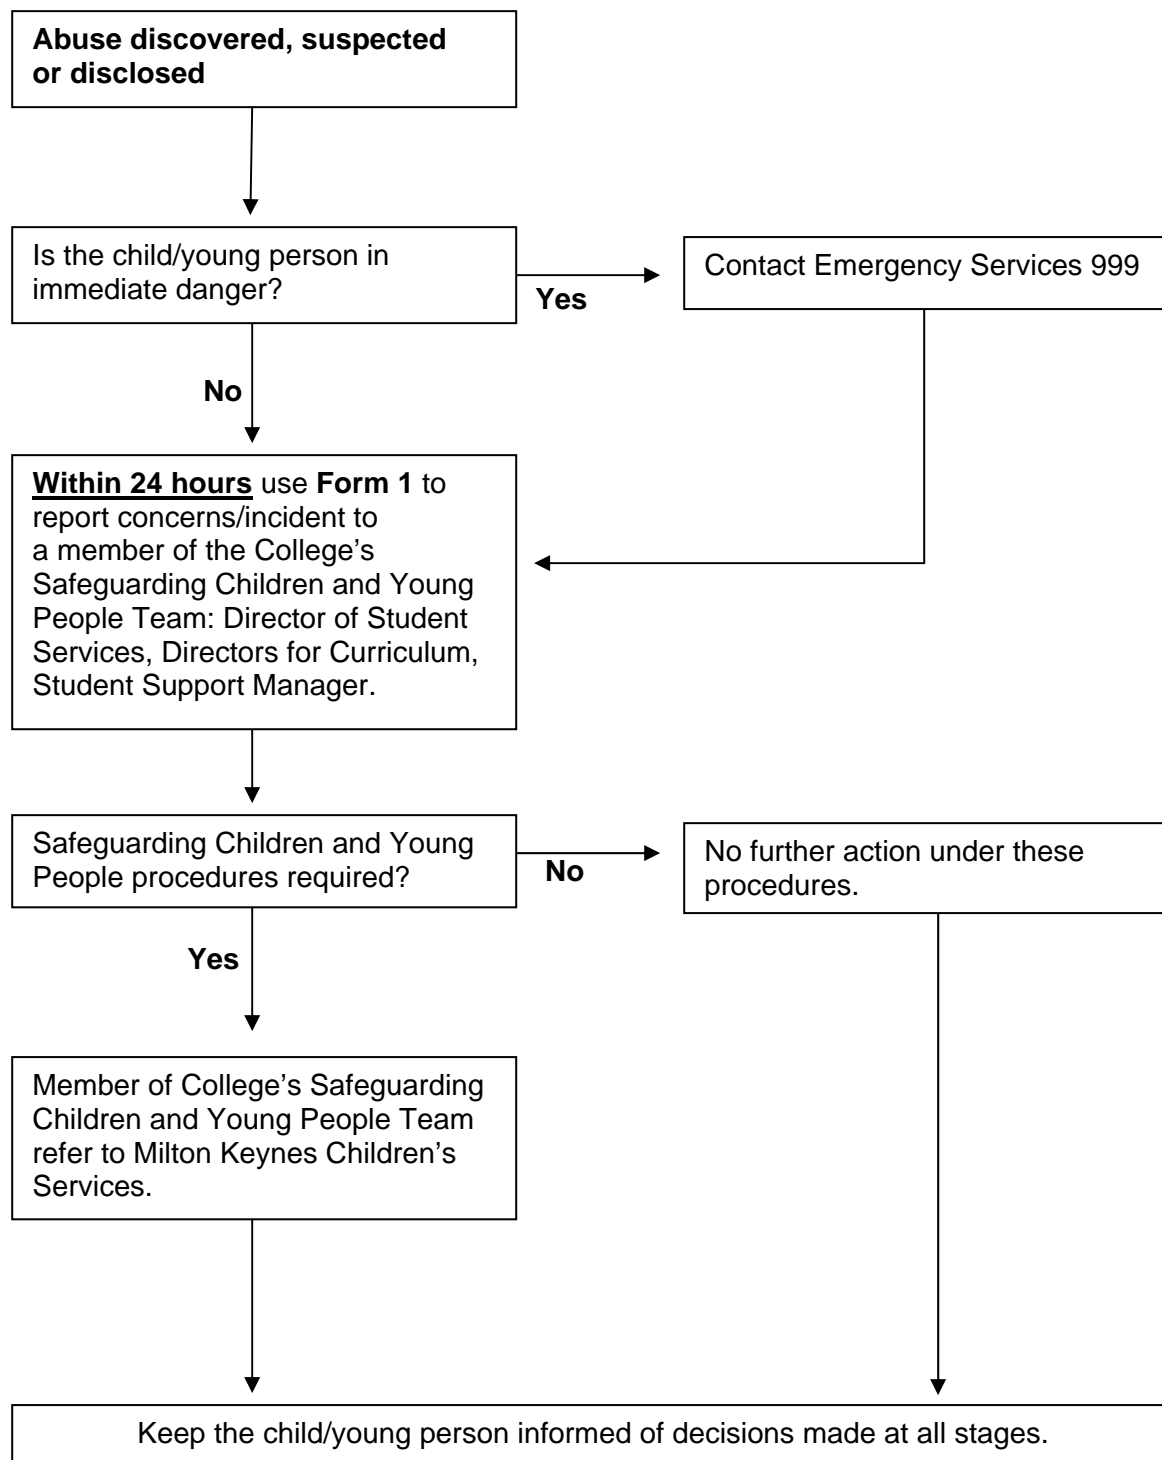 Abuse discovered, suspected
or disclosed
Is the child/young person in
immediate danger?
Yes
Contact Emergency Services 999
No
Within 24 hours use Form 1 to
report concerns/incident to
a member of the College’s
Safeguarding Children and Young
People Team: Director of Student
Services, Directors for Curriculum,
Student Support Manager.
Safeguarding Children and Young
People procedures required?
No
No further action under these
procedures.
Yes
Member of College’s Safeguarding
Children and Young People Team
refer to Milton Keynes Children’s
Services.
Keep the child/young person informed of decisions made at all stages.